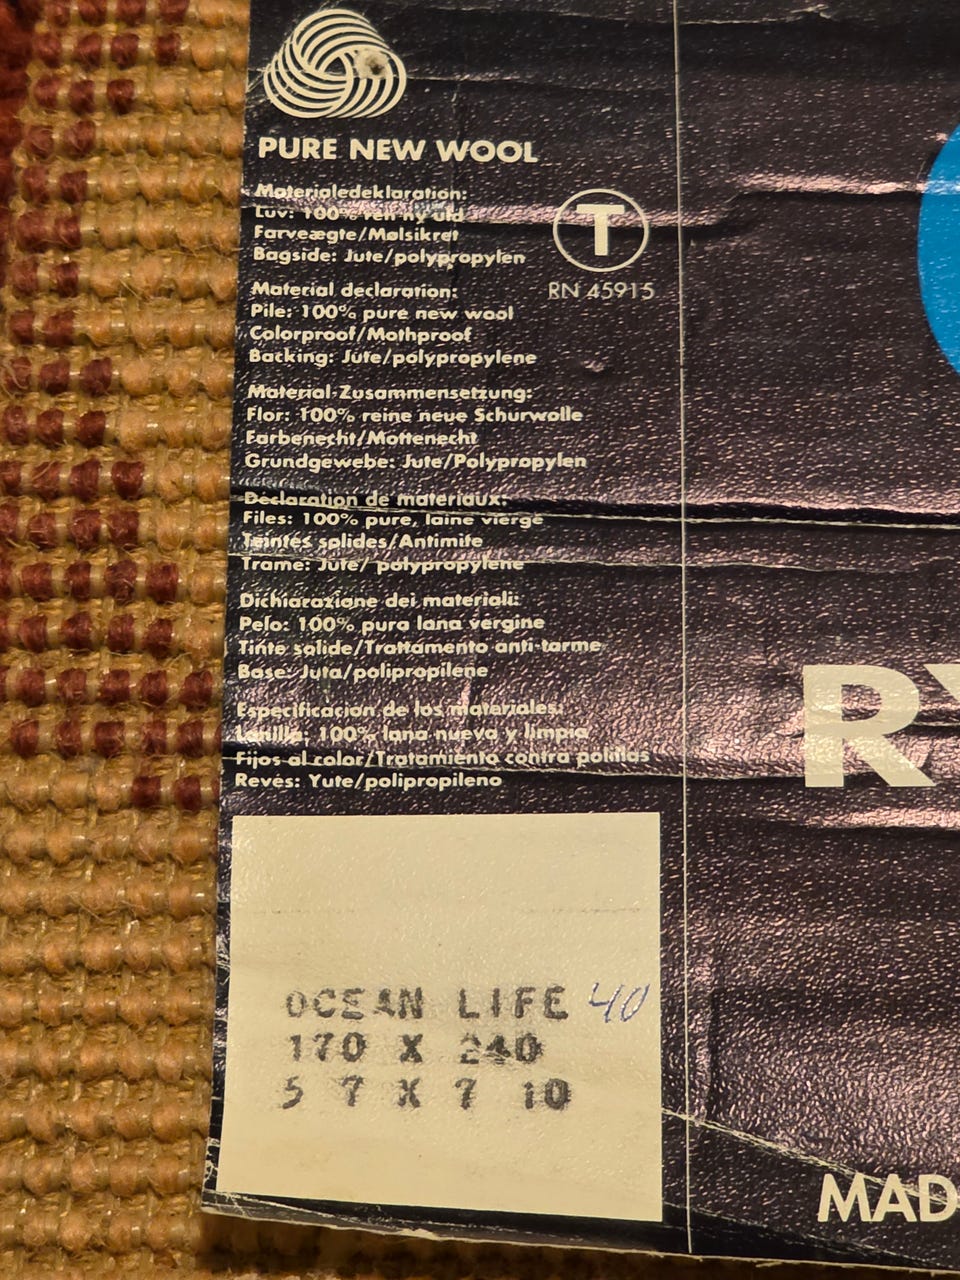 PURE NEW WOOL
Materialedeklaration:
Luv: 100% ren ny uld
Farveægte/Mølsikret
Bagside: Jute/polypropylen
T
RN 45915
Material declaration:
Pile: 100% pure new wool
Colorproof/Mothproof
Backing: Jute/polypropylene
Material-Zusammensetzung:
Flor: 100% reine neue Schurwolle
Farbenecht/Mottenecht
Grundgewebe: Jute/Polypropylen
Declaration de materiaux:
Files: 100% pure, laine vierge
Teintes solides/Antimite
Trame: Jute/ polypropylene
Dichiarazione dei materiali:
Pelo: 100% pura lana vergine
Tinte solide/Trattamento anti-tarme
Base: Juta/polipropilene
Especificacion de los materiales:
Lanilla: 100% lana nueva y limpia
Fijos al color/Tratamiento contra polillas
Revés: Yute/polipropileno
R
OCEAN LIFE 40
170 X 240
5 7 X 7 10
MAD